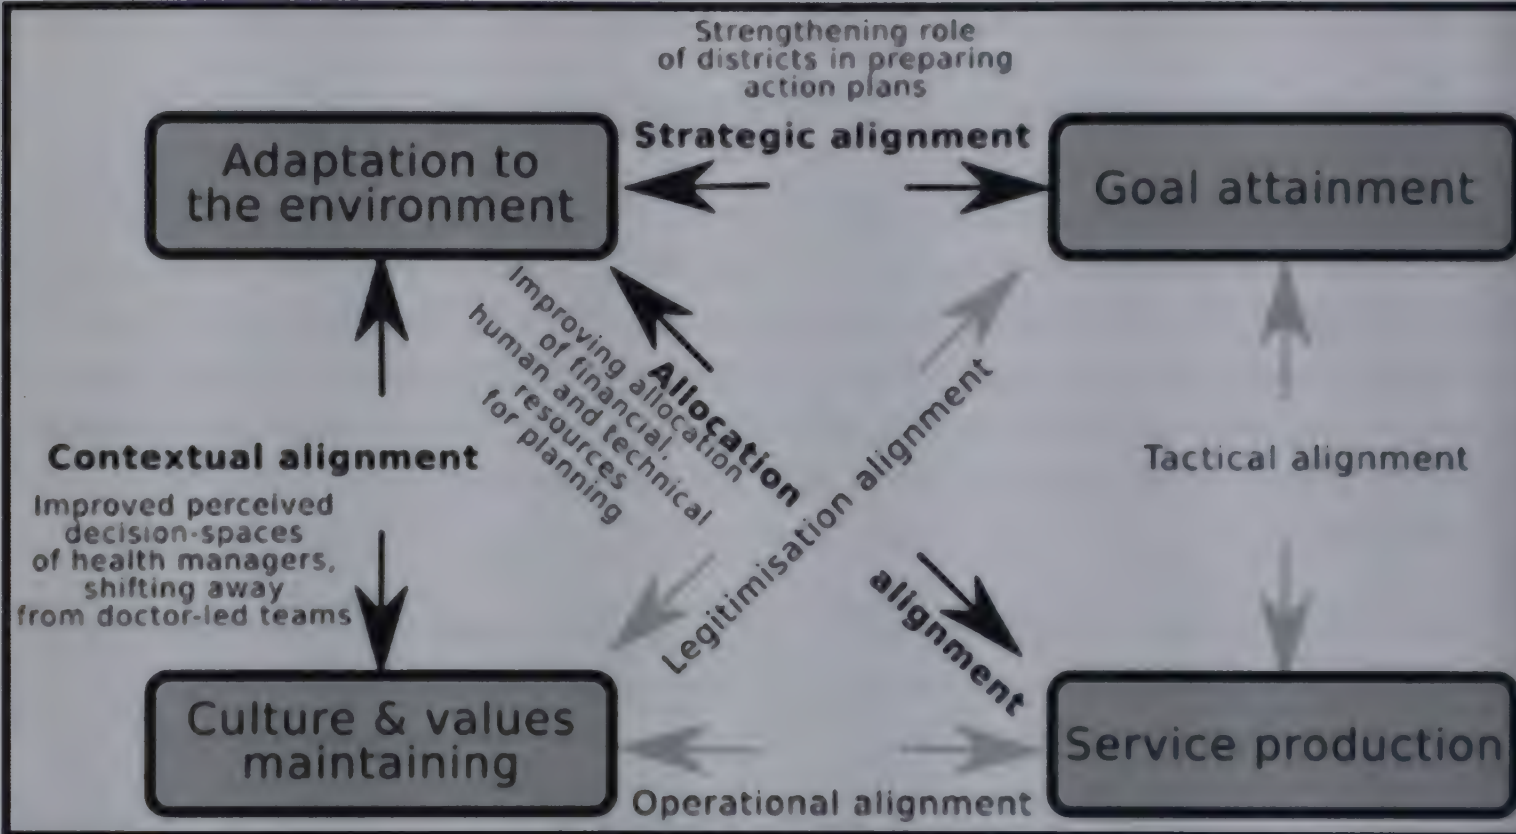 Strengthening role
of districts in preparing
action plans
Strategic alignment
Adaptation to
the environment
Goal attainment
Improving allocation
of financial,
human and technical
resources
for planning
Allocation
alignment
Legitimisation alignment
Contextual alignment
Improved perceived
decision-spaces
of health managers,
shifting away
from doctor-led teams
Tactical alignment
Culture & values
maintaining
Service production
Operational alignment